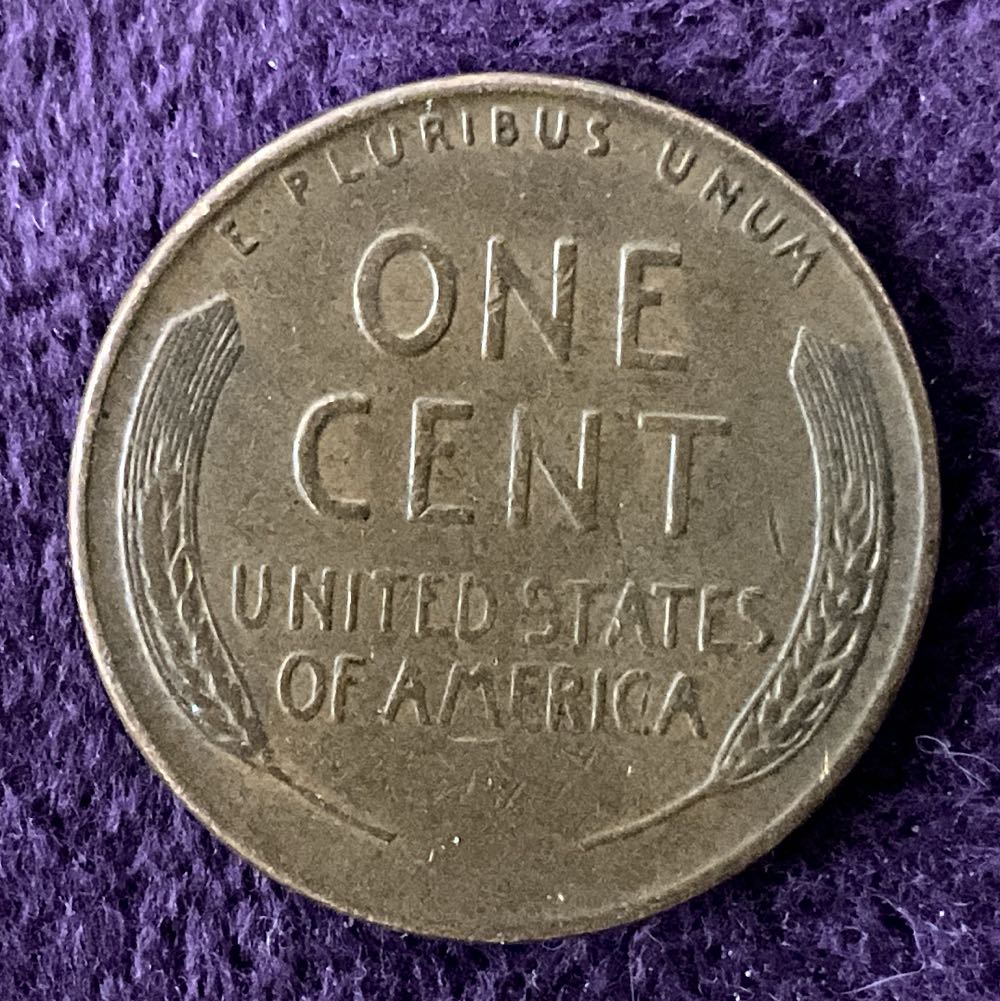 E · PLURIBUS · UNUM
ONE
CENT
UNITED STATES
OF AMERICA